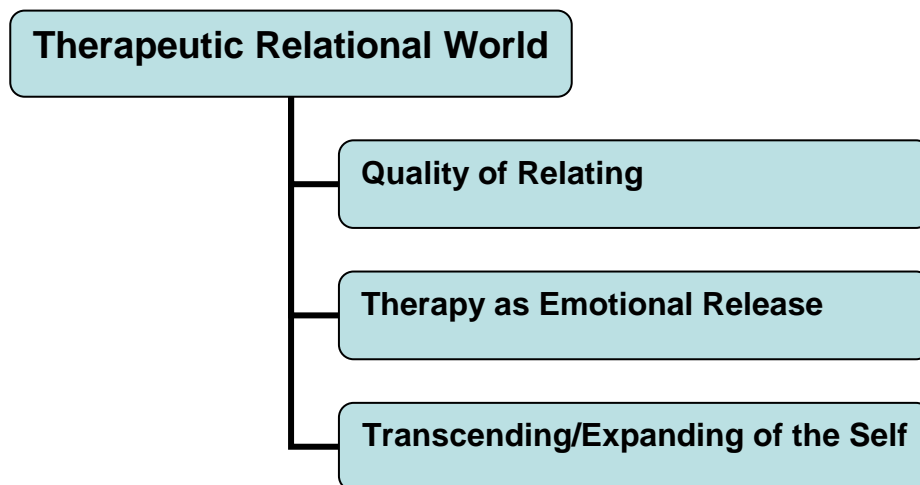 Therapeutic Relational World
Quality of Relating
Therapy as Emotional Release
Transcending/Expanding of the Self